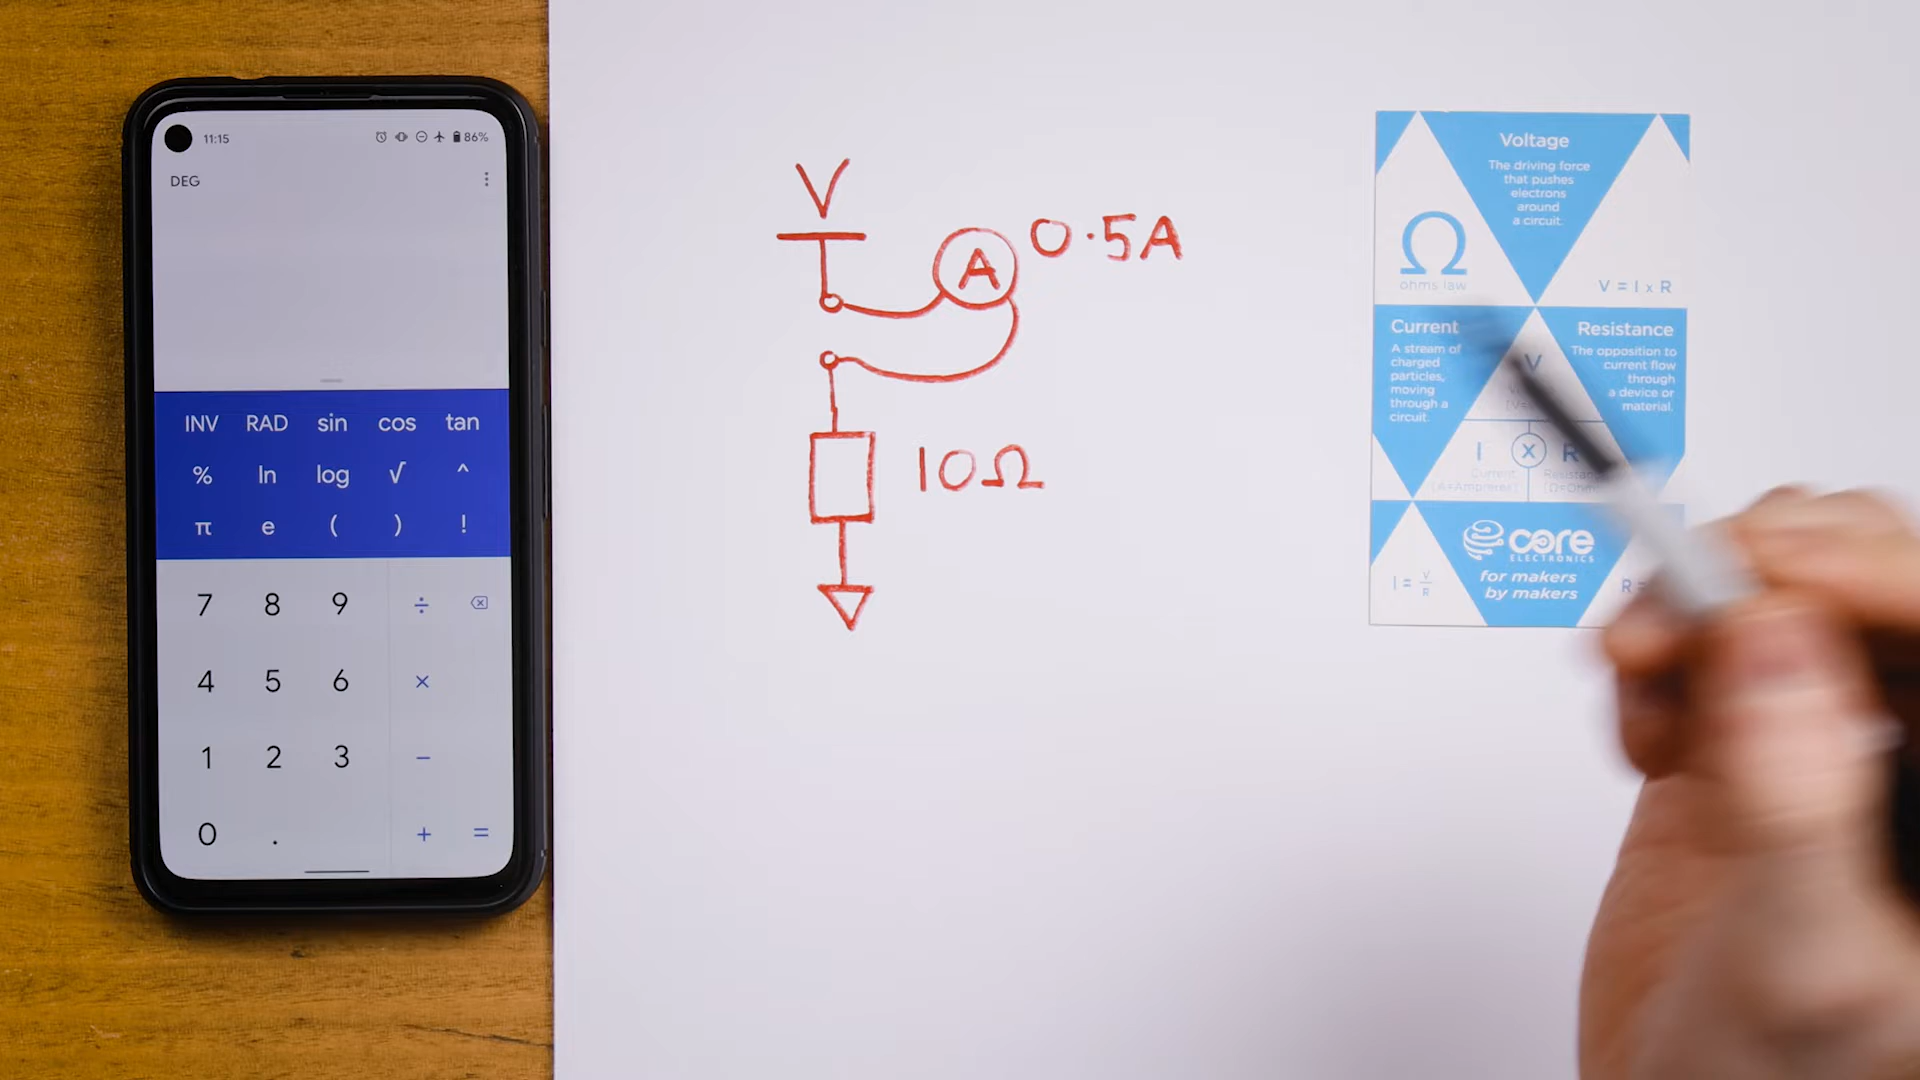 11:15
86%
DEG
INV RAD sin cos tan
% ln log √ ^
π e ( ) !
7 8 9 ÷
4 5 6 ×
1 2 3 −
0 . + =
V
A
0.5A
10Ω
Voltage
The driving force
that pushes
electrons
around
a circuit.
Ω
ohms law
V = I x R
Current
A stream of
charged
particles,
moving
through a
circuit.
Resistance
The opposition to
current flow
through
a device or
material.
V
I X R
Current
core
ELECTRONICS
for makers
by makers
I = V
R
R =